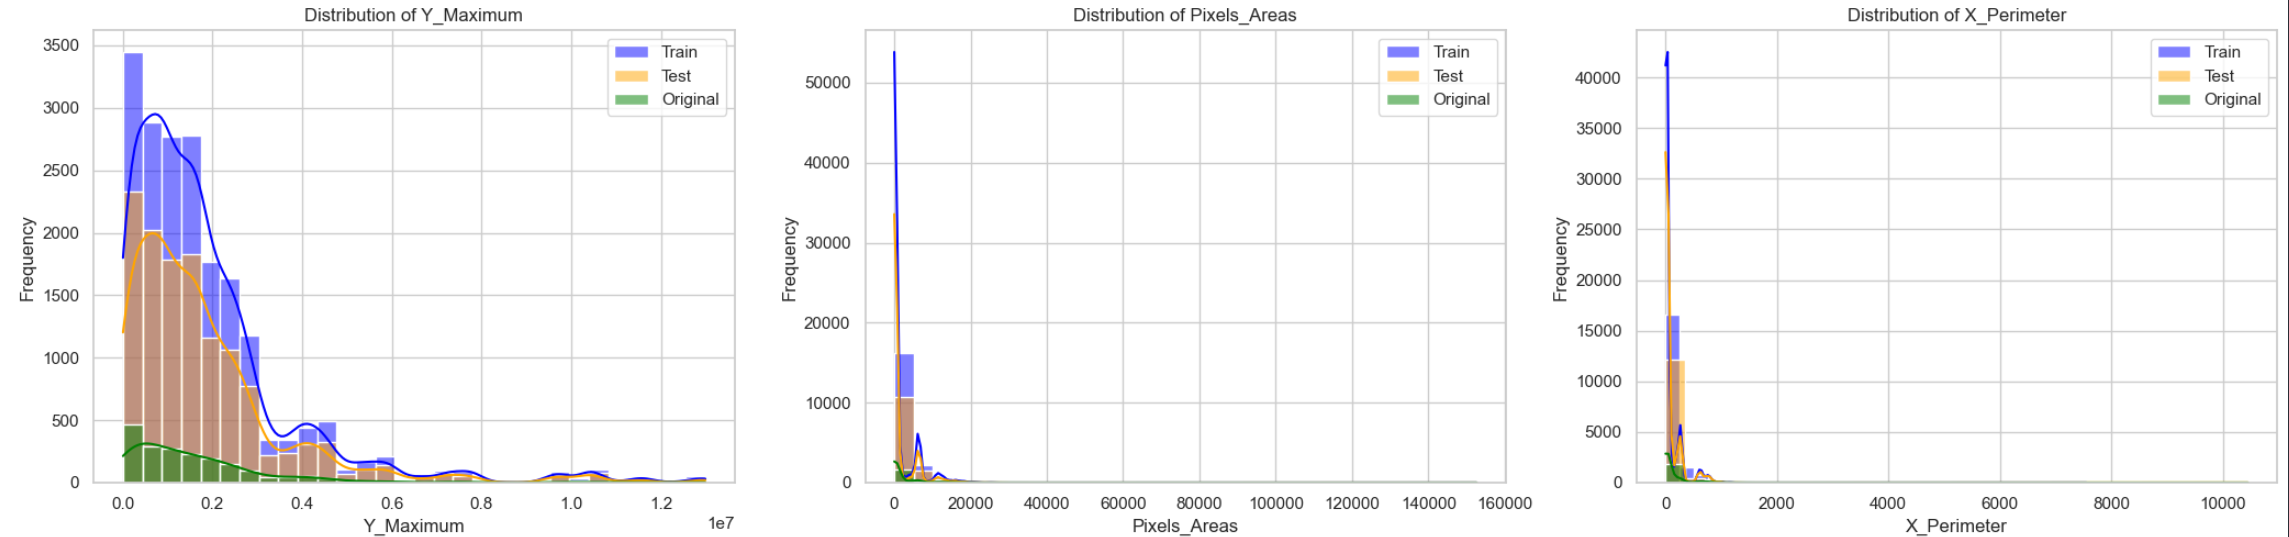 Distribution of Y_Maximum
3500
3000
2500
2000
1500
1000
500
0
Frequency
Train
Test
Original
0.0
0.2
0.4
0.6
0.8
1.0
1.2
1e7
Y_Maximum
Distribution of Pixels_Areas
50000
40000
30000
20000
10000
0
Frequency
Train
Test
Original
0
20000
40000
60000
80000
100000
120000
140000
160000
Pixels_Areas
Distribution of X_Perimeter
40000
35000
30000
25000
20000
15000
10000
5000
0
Frequency
Train
Test
Original
0
2000
4000
6000
8000
10000
X_Perimeter